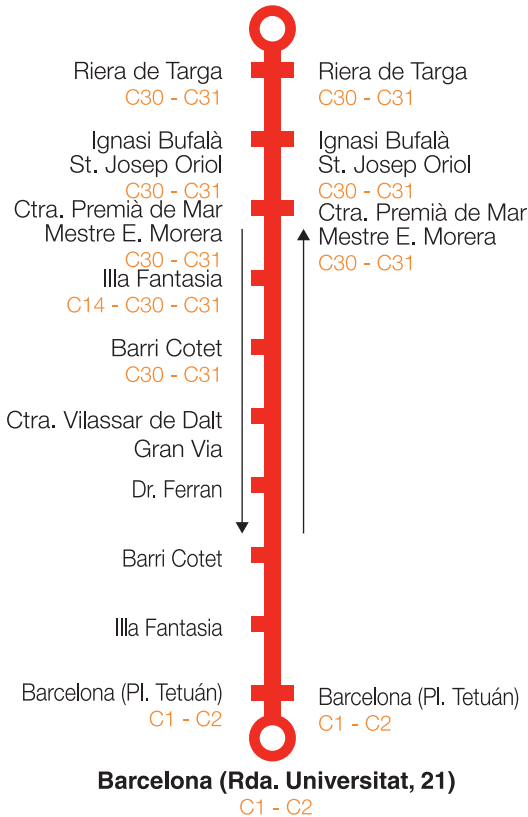 Riera de Targa
C30 - C31
Ignasi Bufalà
St. Josep Oriol
C30 - C31
Ctra. Premià de Mar
Mestre E. Morera
C30 - C31
Illa Fantasia
C14 - C30 - C31
Barri Cotet
C30 - C31
Ctra. Vilassar de Dalt
Gran Via
Dr. Ferran
Barri Cotet
Illa Fantasia
Barcelona (Pl. Tetuán)
C1 - C2
Riera de Targa
C30 - C31
Ignasi Bufalà
St. Josep Oriol
C30 - C31
Ctra. Premià de Mar
Mestre E. Morera
C30 - C31
Barcelona (Pl. Tetuán)
C1 - C2
Barcelona (Rda. Universitat, 21)
C1 - C2